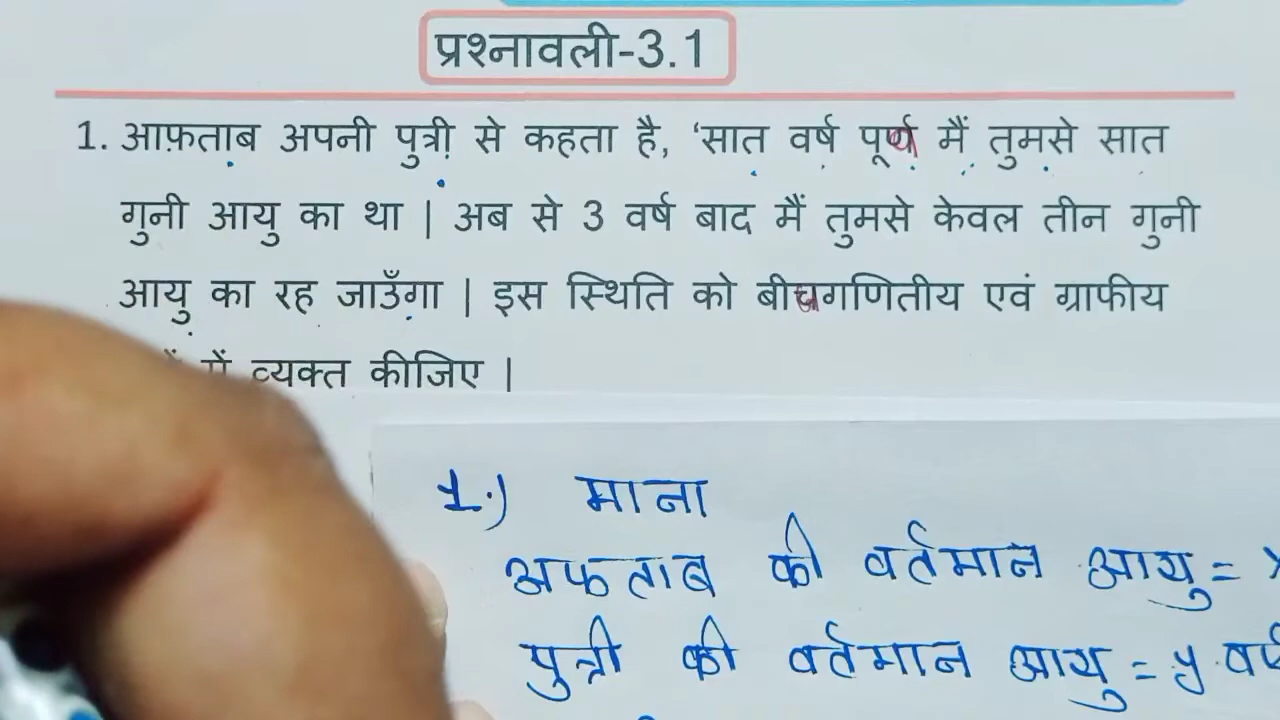 प्रश्नावली-3.1
1. आफ़ताब अपनी पुत्री से कहता है, ‘सात वर्ष पूर्व मैं तुमसे सात
गुनी आयु का था | अब से 3 वर्ष बाद मैं तुमसे केवल तीन गुनी
आयु का रह जाउँगा | इस स्थिति को बीजगणितीय एवं ग्राफीय
में व्यक्त कीजिए |
1.) माना
अफताब की वर्तमान आयु = x
पुत्री की वर्तमान आयु = y वर्ष